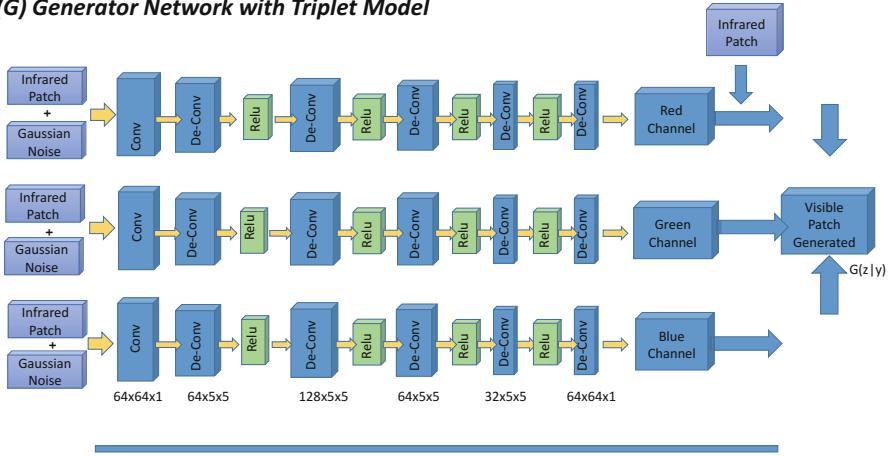 (G) Generator Network with Triplet Model
Infrared
Patch
Infrared
Patch
+
Gaussian
Noise
Conv
De-Conv
Relu
De-Conv
Relu
De-Conv
Relu
De-Conv
Relu
De-Conv
Red
Channel
Infrared
Patch
+
Gaussian
Noise
Conv
De-Conv
Relu
De-Conv
Relu
De-Conv
Relu
De-Conv
Relu
De-Conv
Green
Channel
Visible
Patch
Generated
G(z|y)
Infrared
Patch
+
Gaussian
Noise
Conv
De-Conv
Relu
De-Conv
Relu
De-Conv
Relu
De-Conv
Relu
De-Conv
Blue
Channel
64x64x1 64x5x5 128x5x5 64x5x5 32x5x5 64x64x1